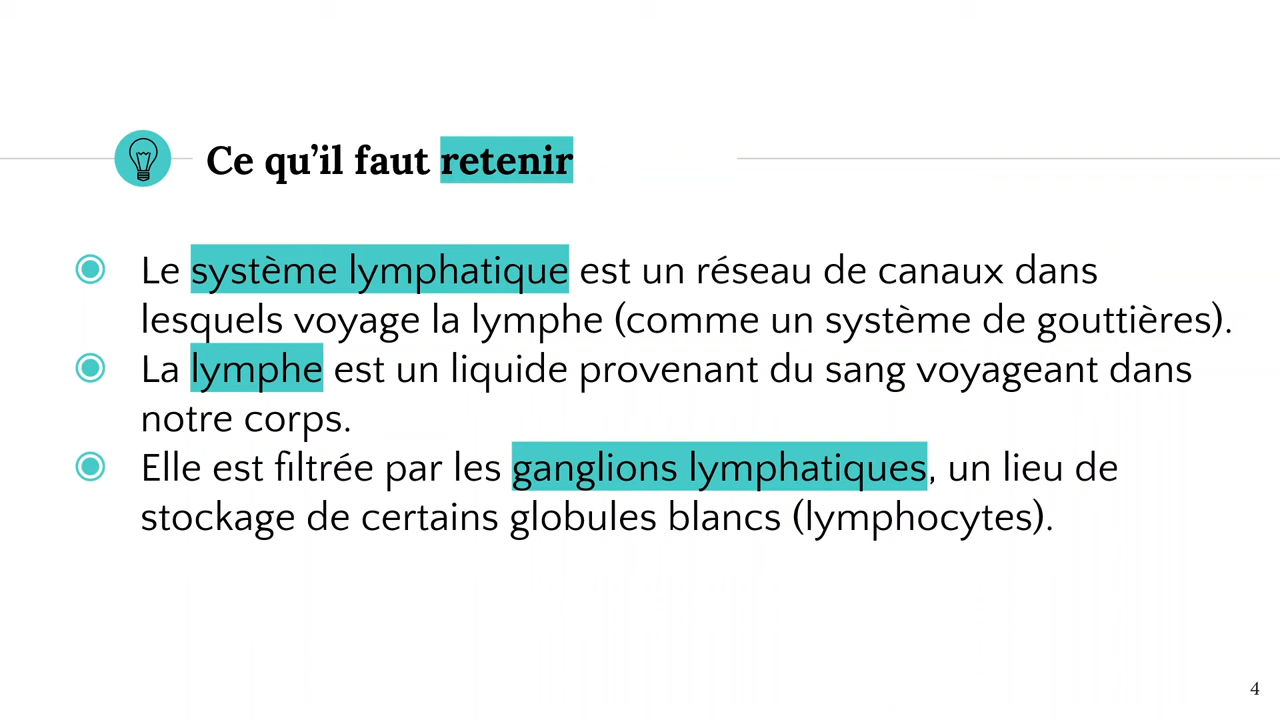 Ce qu’il faut retenir
Le système lymphatique est un réseau de canaux dans
lesquels voyage la lymphe (comme un système de gouttières).
La lymphe est un liquide provenant du sang voyageant dans
notre corps.
Elle est filtrée par les ganglions lymphatiques, un lieu de
stockage de certains globules blancs (lymphocytes).
4